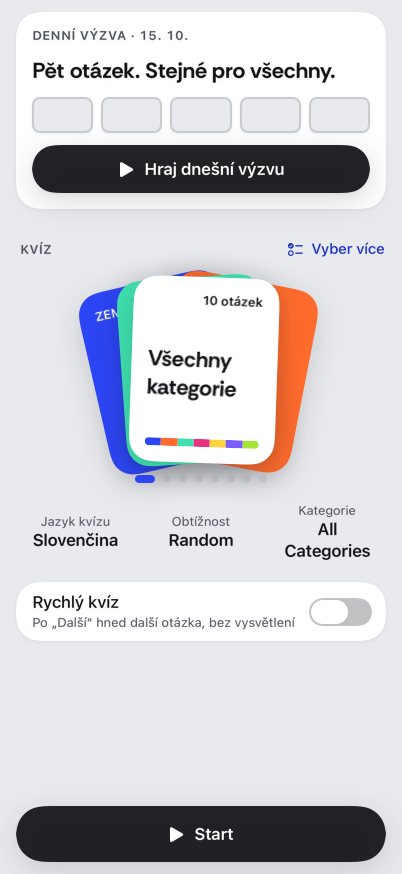 DENNÍ VÝZVA · 15. 10.
Pět otázek. Stejné pro všechny.
Hraj dnešní výzvu
KVÍZ
Vyber více
10 otázek
Všechny
kategorie
Jazyk kvízu
Slovenčina
Obtížnost
Random
Kategorie
All
Categories
Rychlý kvíz
Po „Další“ hned další otázka, bez vysvětlení
Start